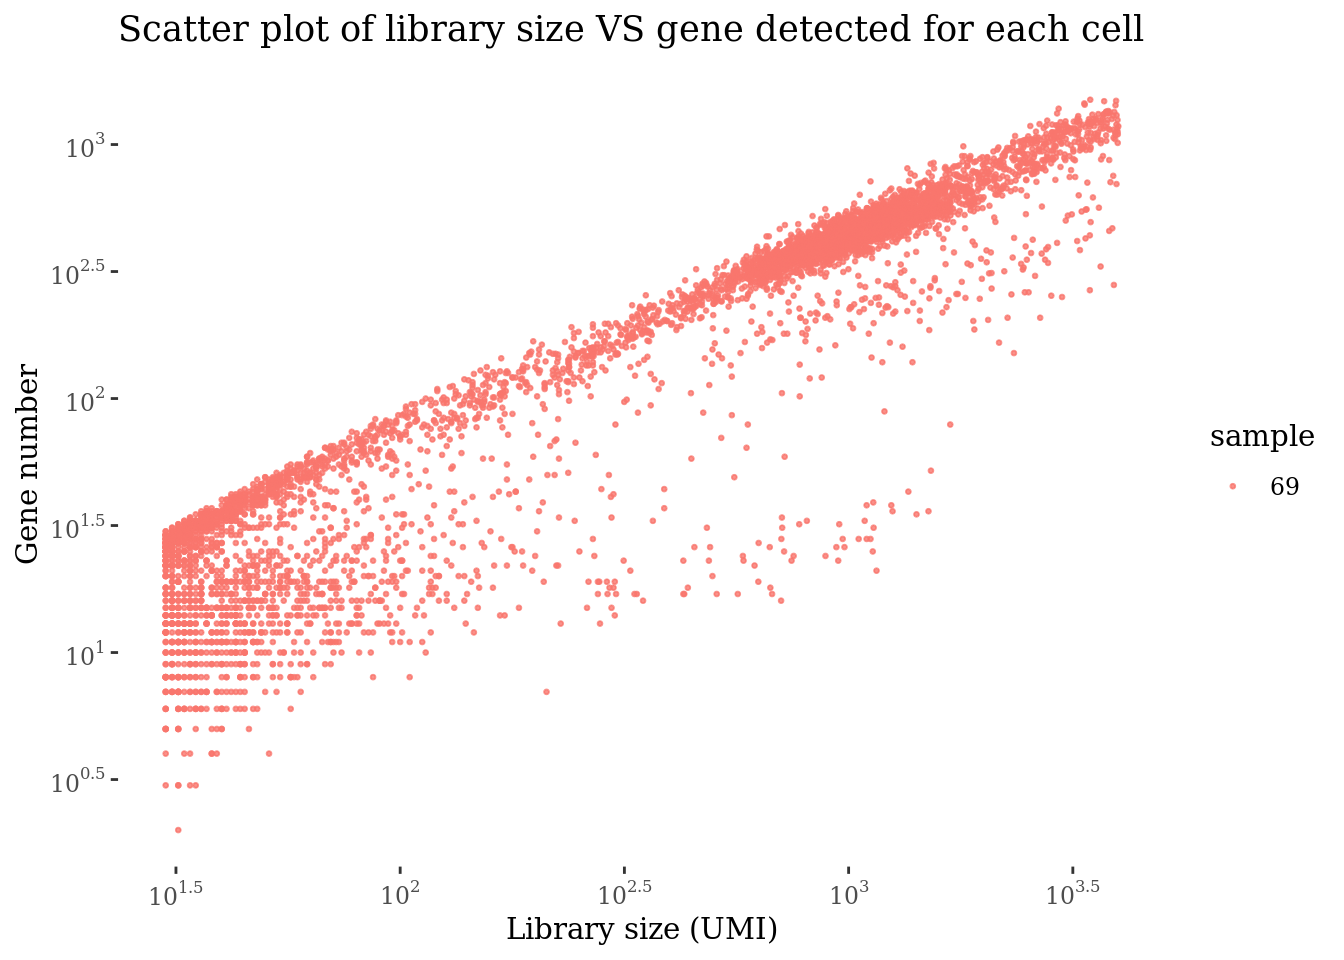 Scatter plot of library size VS gene detected for each cell
10^3
10^2.5
10^2
10^1.5
10^1
10^0.5
Gene number
10^1.5 10^2 10^2.5 10^3 10^3.5
Library size (UMI)
sample
69